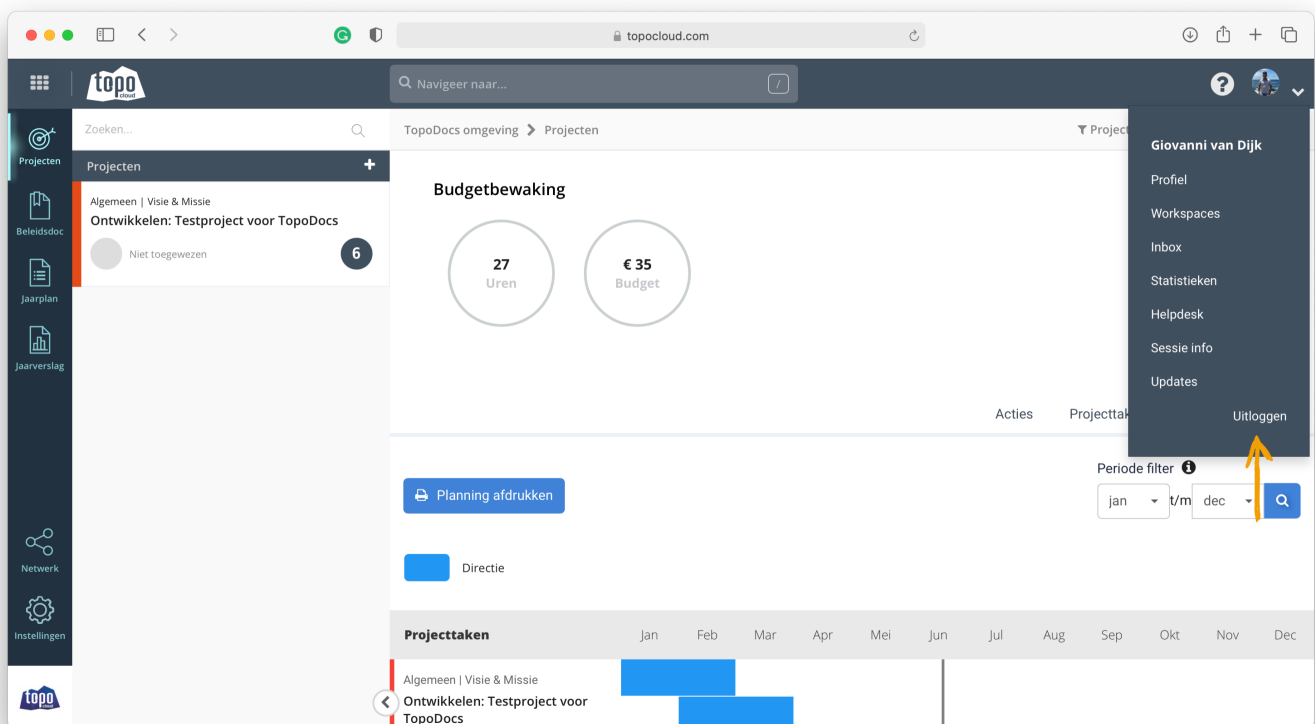 topocloud.com
topo
cloud
Navigeer naar...
/
?
Projecten
Beleidsdoc
Jaarplan
Jaarverslag
Netwerk
Instellingen
topo
cloud
Zoeken...
Projecten
+
Algemeen | Visie & Missie
Ontwikkelen: Testproject voor TopoDocs
Niet toegewezen
6
TopoDocs omgeving > Projecten
Budgetbewaking
27
Uren
€ 35
Budget
Acties
Giovanni van Dijk
Profiel
Workspaces
Inbox
Statistieken
Helpdesk
Sessie info
Updates
Uitloggen
Planning afdrukken
Periode filter
jan t/m dec
Directie
Projecttaken Jan Feb Mar Apr Mei Jun Jul Aug Sep Okt Nov Dec
Algemeen | Visie & Missie
Ontwikkelen: Testproject voor
TopoDocs